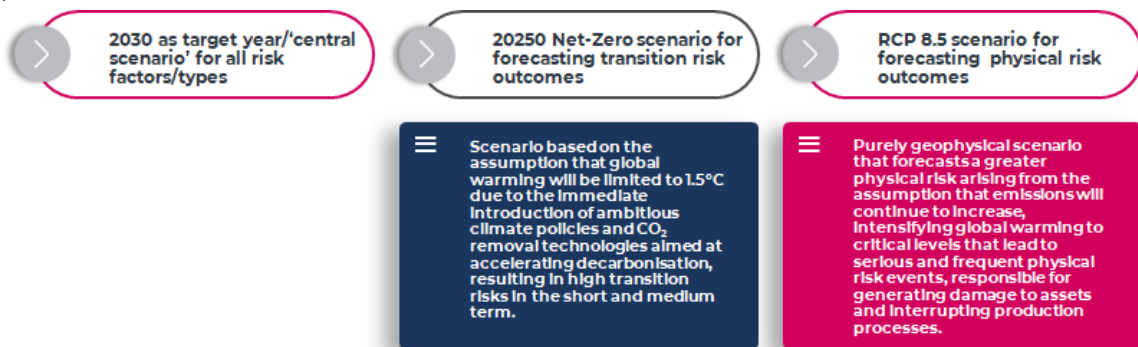 2030 as target year/'central
scenario' for all risk
factors/types
20250 Net-Zero scenario for
forecasting transition risk
outcomes
RCP 8.5 scenario for
forecasting physical risk
outcomes
Scenario based on the
assumption that global
warming will be limited to 1.5°C
due to the immediate
introduction of ambitious
climate policies and CO₂
removal technologies aimed at
accelerating decarbonisation,
resulting in high transition
risks in the short and medium
term.
Purely geophysical scenario
that forecasts a greater
physical risk arising from the
assumption that emissions will
continue to increase,
intensifying global warming to
critical levels that lead to
serious and frequent physical
risk events, responsible for
generating damage to assets
and interrupting production
processes.